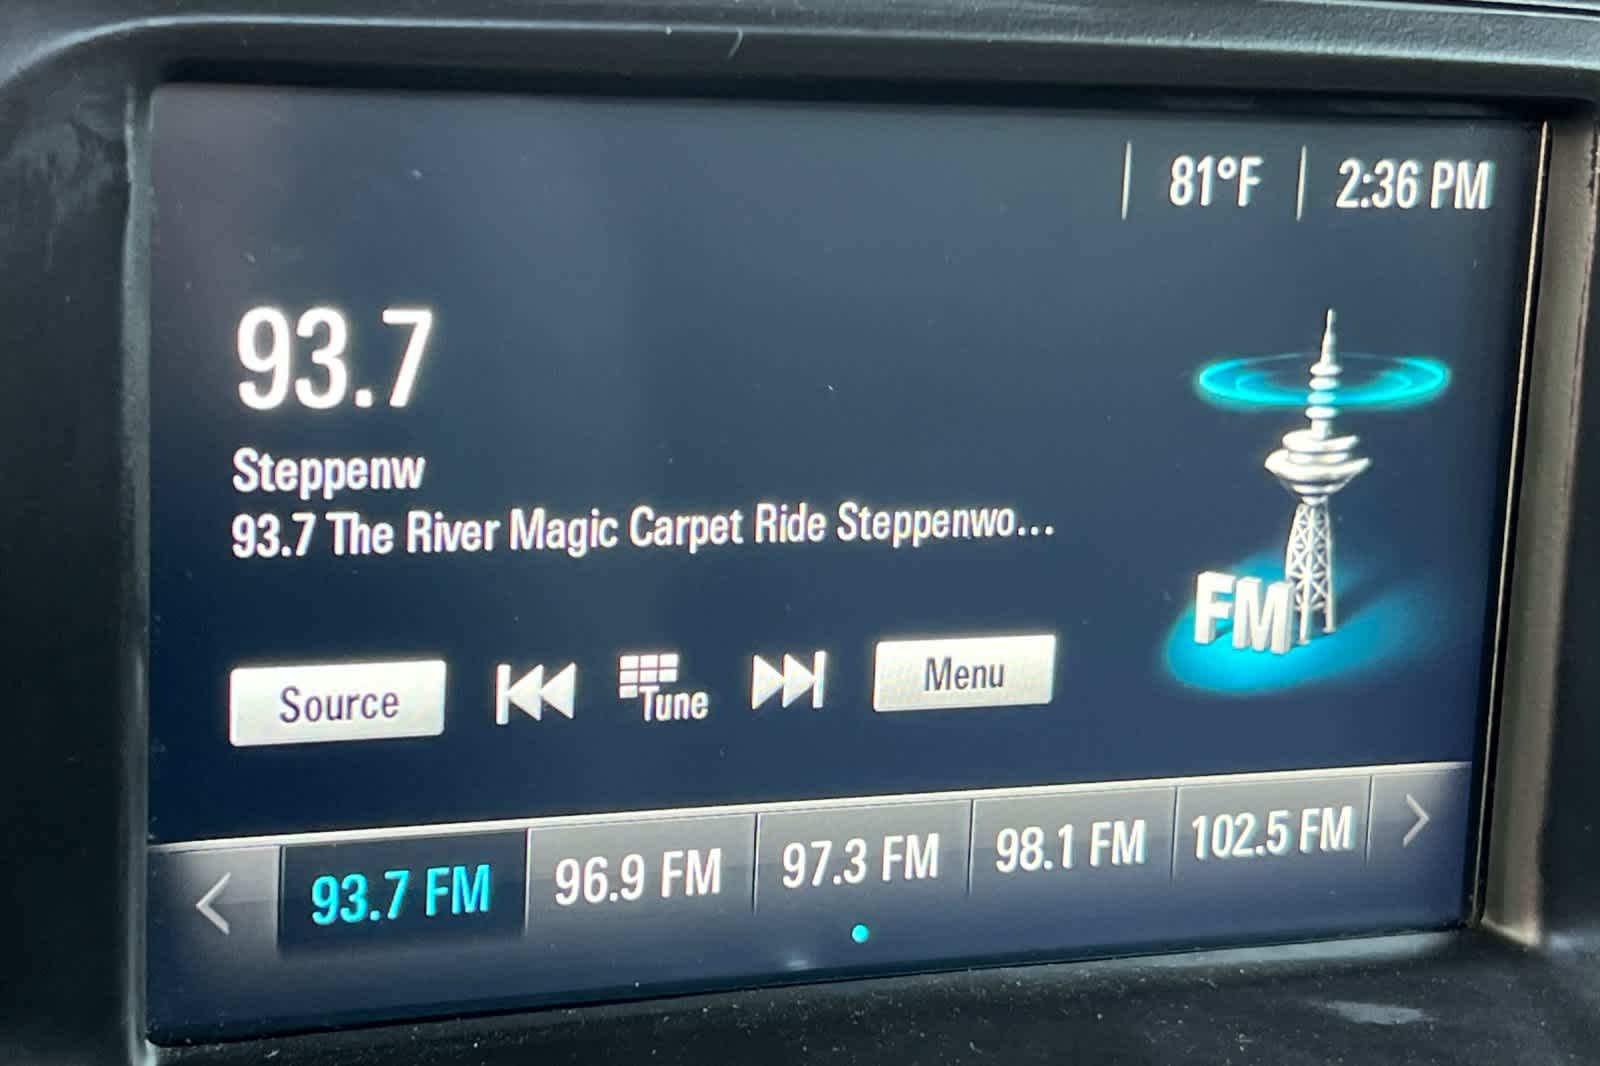 81°F 2:36 PM
93.7
Steppenw
93.7 The River Magic Carpet Ride Steppenwo...
FM
Source Tune Menu
93.7 FM 96.9 FM 97.3 FM 98.1 FM 102.5 FM